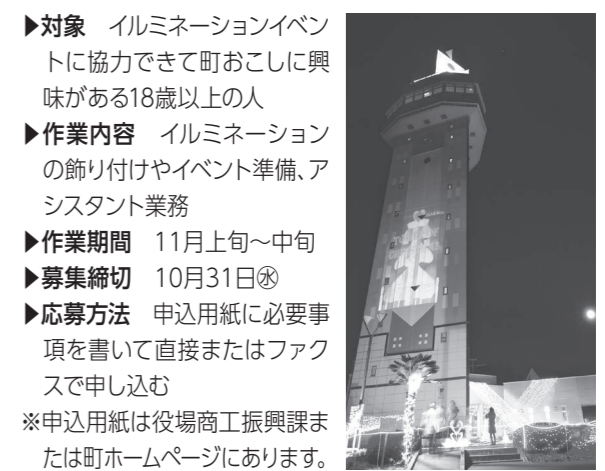 ▶対象　イルミネーションイベン
トに協力できて町おこしに興
味がある18歳以上の人
▶作業内容　イルミネーション
の飾り付けやイベント準備、ア
シスタント業務
▶作業期間　11月上旬～中旬
▶募集締切　10月31日㊌
▶応募方法　申込用紙に必要事
項を書いて直接またはファク
スで申し込む
※申込用紙は役場商工振興課ま
たは町ホームページにあります。